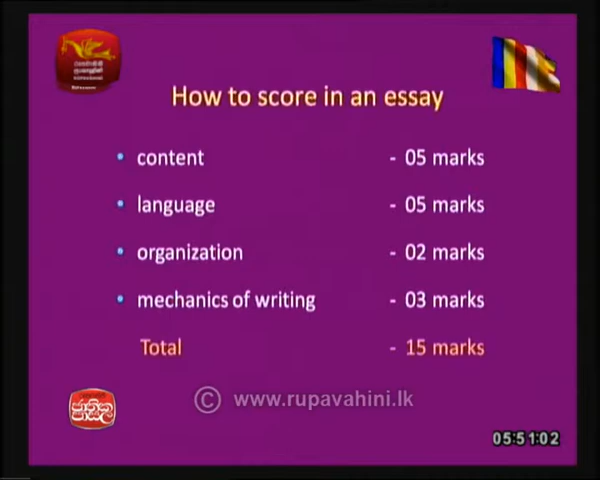 How to score in an essay
• content - 05 marks
• language - 05 marks
• organization - 02 marks
• mechanics of writing - 03 marks
Total - 15 marks
© www.rupavahini.lk
ජාතික
පාසල
05:51:02